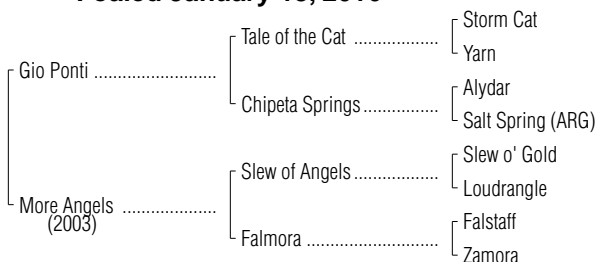 Foaled January
Storm Cat
Tale of the Cat ...................
Yarn
Gio Ponti ...........................
Alydar
Chipeta Springs.................
Salt Spring (ARG)
Slew o' Gold
Slew of Angels...................
Loudrangle
More Angels .....................
(2003)
Falstaff
Falmora .............................
Zamora